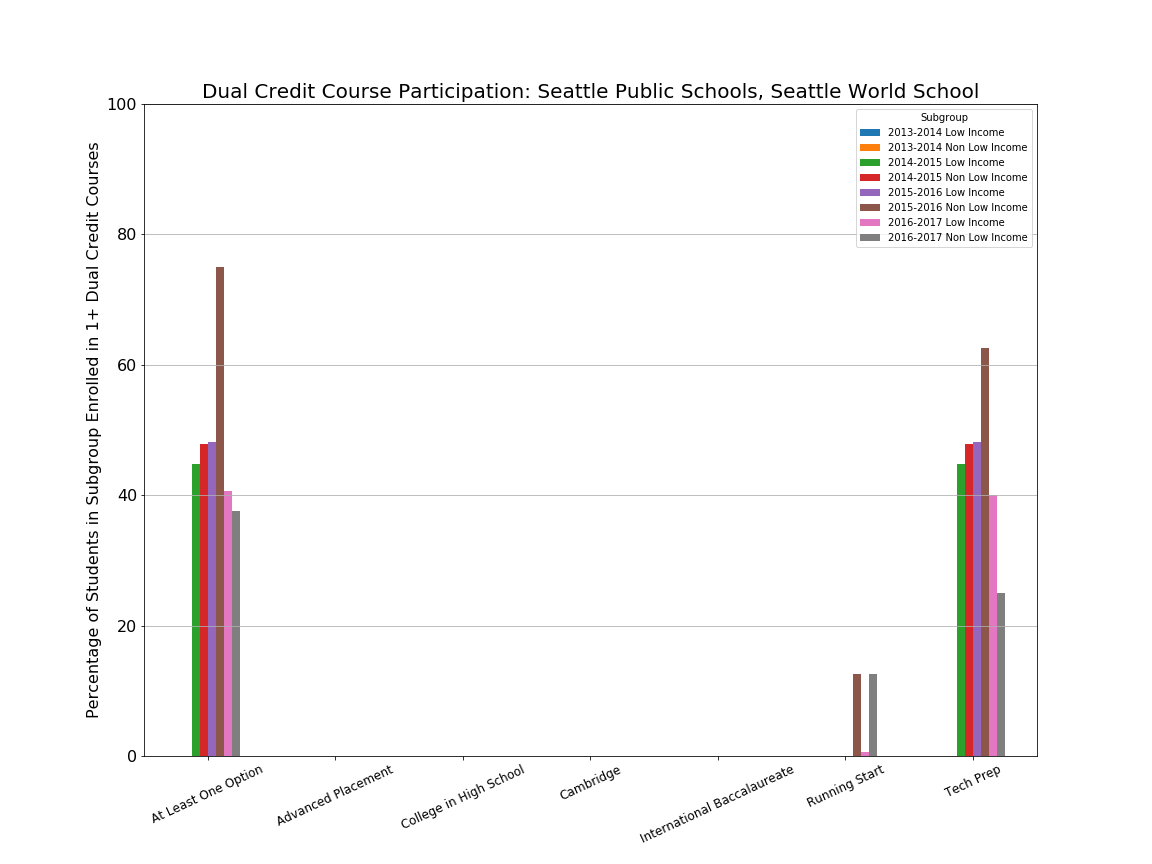 Dual Credit Course Participation: Seattle Public Schools, Seattle World School
Percentage of Students in Subgroup Enrolled in 1+ Dual Credit Courses
100
80
60
40
20
0
Subgroup
2013-2014 Low Income
2013-2014 Non Low Income
2014-2015 Low Income
2014-2015 Non Low Income
2015-2016 Low Income
2015-2016 Non Low Income
2016-2017 Low Income
2016-2017 Non Low Income
At Least One Option
Advanced Placement
College in High School
Cambridge
International Baccalaureate
Running Start
Tech Prep